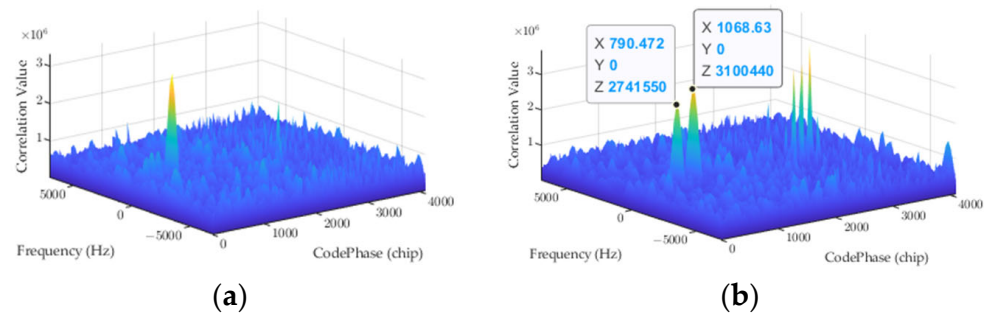 ×10⁶
3
2
1
Correlation Value
5000
0
−5000
Frequency (Hz)
0
1000
2000
3000
4000
CodePhase (chip)
(a)
×10⁶
3
2
1
Correlation Value
X 790.472
Y 0
Z 2741550
X 1068.63
Y 0
Z 3100440
5000
0
−5000
Frequency (Hz)
0
1000
2000
3000
4000
CodePhase (chip)
(b)